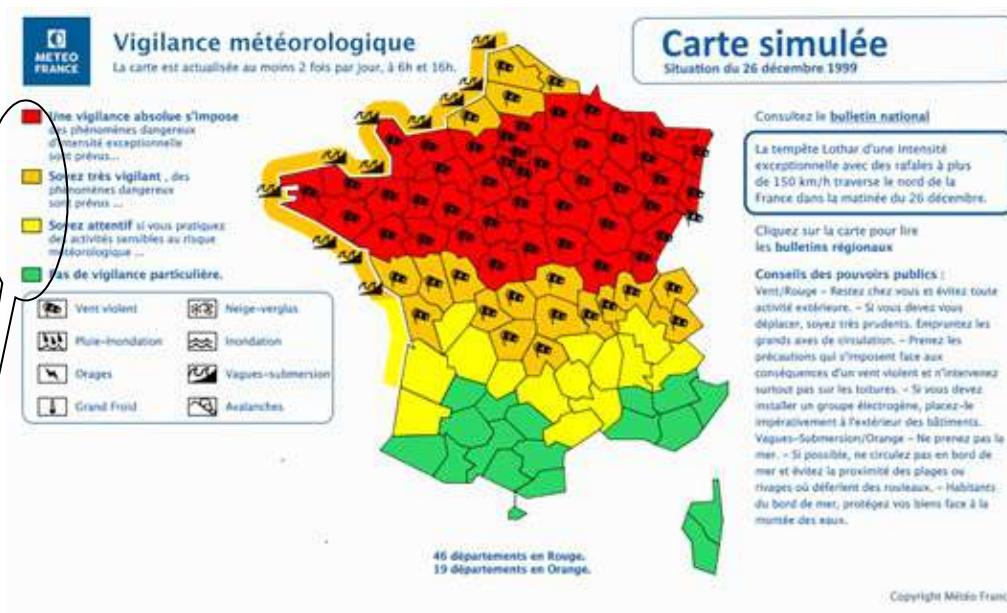 METEO
FRANCE
Vigilance météorologique
La carte est actualisée au moins 2 fois par jour, à 6h et 16h.
Carte simulée
Situation du 26 décembre 1999
Une vigilance absolue s'impose
des phénomènes dangereux
d'intensité exceptionnelle
sont prévus...
Soyez très vigilant , des
phénomènes dangereux
sont prévus ...
Soyez attentif si vous pratiquez
des activités sensibles au risque
météorologique ...
Pas de vigilance particulière.
Vent violent
Neige-verglas
Pluie-Inondation
Inondation
Orages
Vagues-submersion
Grand Froid
Avalanches
Consultez le bulletin national
La tempête Lothar d'une intensité
exceptionnelle avec des rafales à plus
de 150 km/h traverse le nord de la
France dans la matinée du 26 décembre.
Cliquez sur la carte pour lire
les bulletins régionaux
Conseils des pouvoirs publics :
Vent/Rouge – Restez chez vous et évitez toute
activité extérieure. – Si vous devez vous
déplacer, soyez très prudents. Empruntez les
grands axes de circulation. – Prenez les
précautions qui s'imposent face aux
conséquences d'un vent violent et n'intervenez
surtout pas sur les toitures. – Si vous devez
installer un groupe électrogène, placez-le
impérativement à l'extérieur des bâtiments.
Vagues-Submersion/Orange – Ne prenez pas la
mer. – Si possible, ne circulez pas en bord de
mer et évitez la proximité des plages ou
rivages où déferlent des rouleaux. – Habitants
du bord de mer, protégez vos biens face à la
montée des eaux.
46 départements en Rouge.
19 départements en Orange.
Copyright Météo Franc